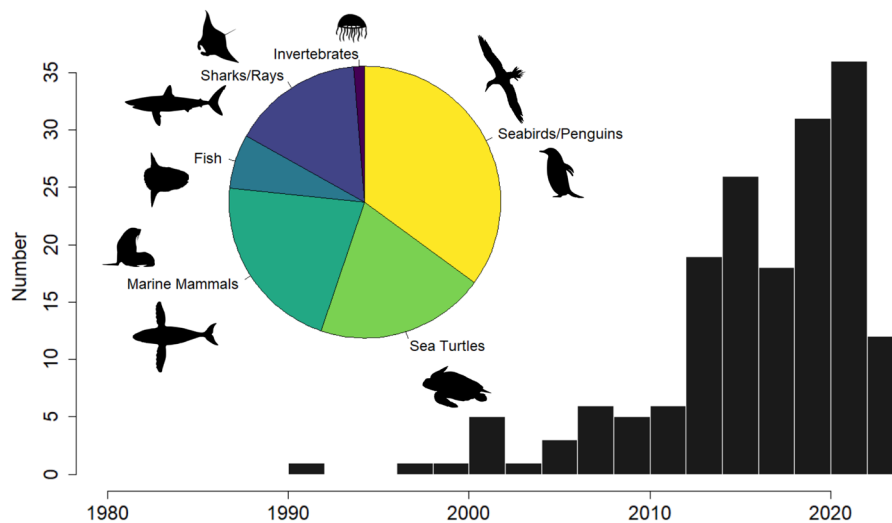 Invertebrates
Sharks/Rays
Seabirds/Penguins
Fish
Marine Mammals
Sea Turtles
Number
35
30
25
20
15
10
5
0
1980 1990 2000 2010 2020